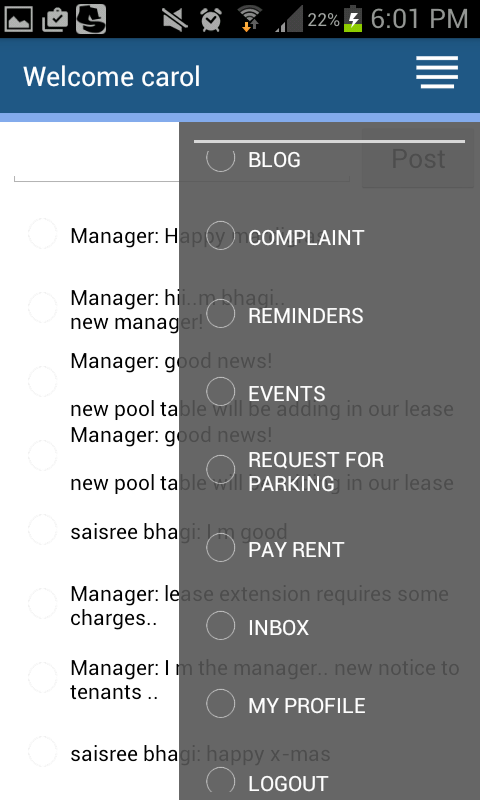 22% 6:01 PM
Welcome carol
Post
BLOG
Manager: Happy
COMPLAINT
Manager: hii..m bhagi..
new manager!
REMINDERS
Manager: good news!
EVENTS
new pool table will be adding in our lease
Manager: good news!
REQUEST FOR
PARKING
new pool table will be adding in our lease
saisree bhagi: I m good
PAY RENT
Manager: lease extension requires some
charges..
INBOX
Manager: I m the manager.. new notice to
tenants ..
MY PROFILE
saisree bhagi: happy x-mas
LOGOUT